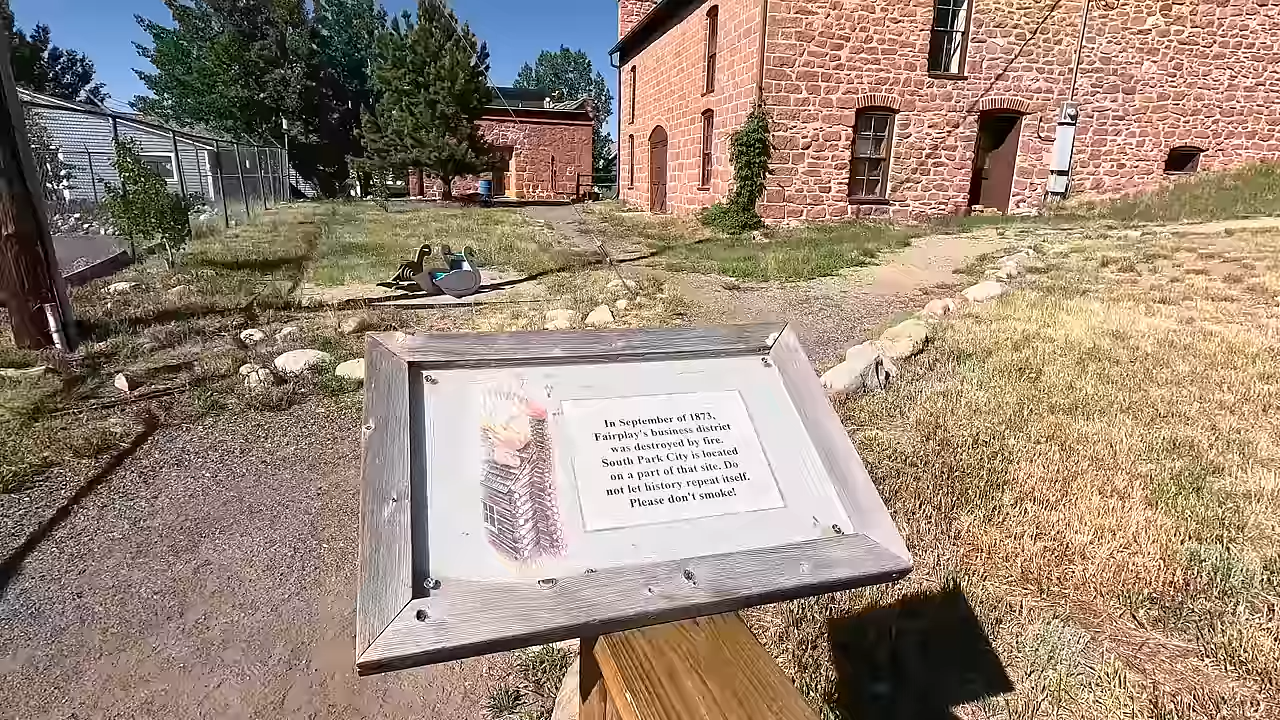 In September of 1873,
Fairplay's business district
was destroyed by fire.
South Park City is located
on a part of that site. Do
not let history repeat itself.
Please don't smoke!